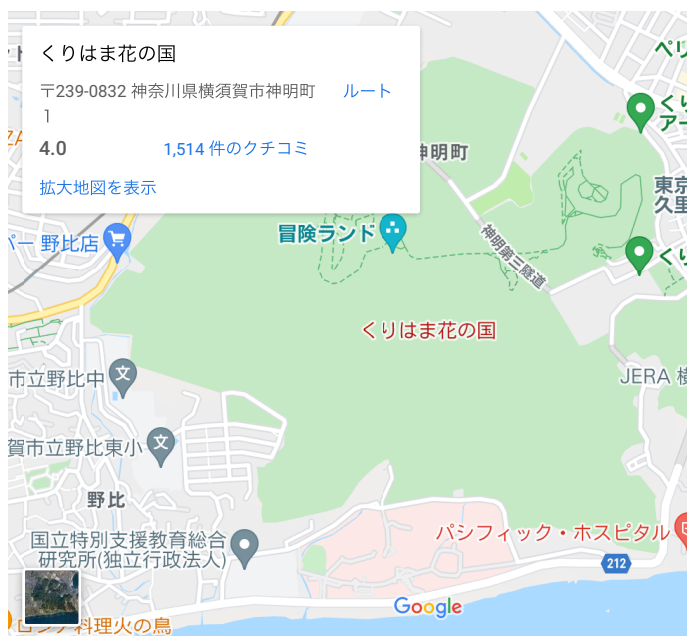 くりはま花の国
〒239-0832 神奈川県横須賀市神明町
1
ルート
4.0
1,514 件のクチコミ
拡大地図を表示
神明町
冒険ランド
神明第三隧道
野比店
くりはま花の国
市立野比中
賀市立野比東小
野比
JERA
国立特別支援教育総合
研究所(独立行政法人)
パシフィック・ホスピタル
212
Google
料理火の鳥